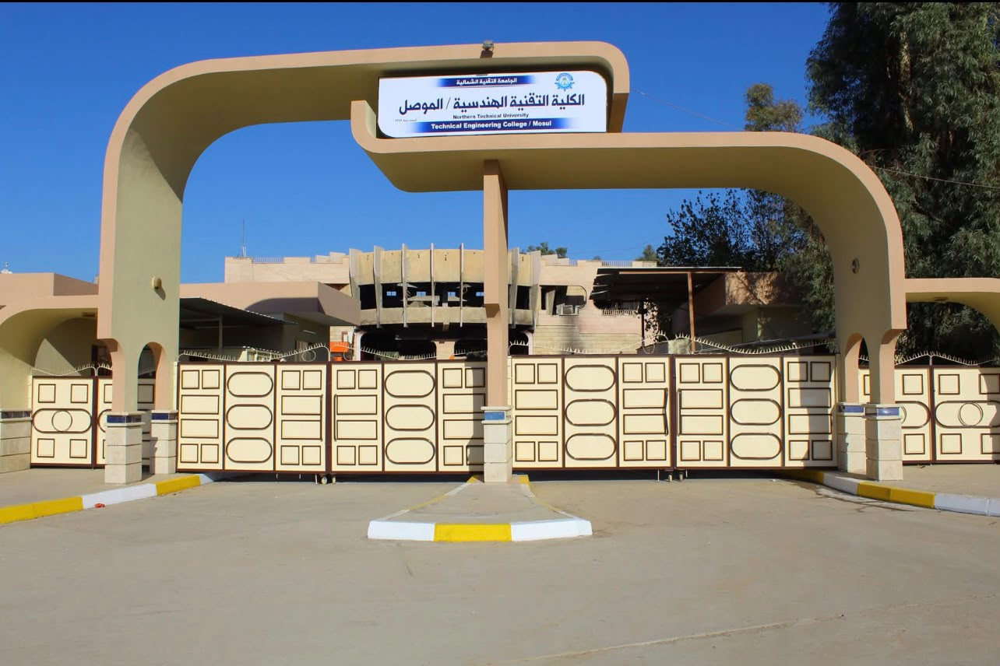 الجامعة التقنية الشمالية
الكلية التقنية الهندسية / الموصل
Northern Technical University
Technical Engineering College / Mosul